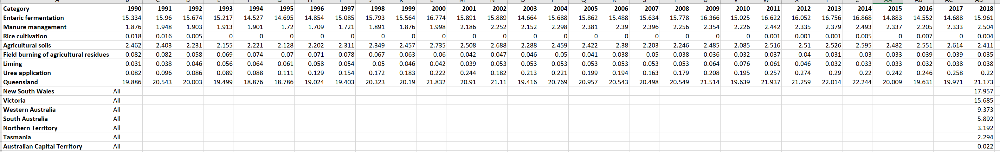 Category 1990 1991 1992 1993 1994 1995 1996 1997 1998 1999 2000 2001 2002 2003 2004 2005 2006 2007 2008 2009 2010 2011 2012 2013 2014 2015 2016 2017 2018
Enteric fermentation 15.334 15.96 15.674 15.217 14.527 14.695 14.854 15.085 15.793 15.564 16.774 15.891 15.889 14.664 15.688 15.862 15.488 15.634 15.778 16.366 15.025 16.622 16.052 16.756 16.868 14.883 14.552 14.688 15.961
Manure management 1.876 1.948 1.903 1.913 1.901 1.72 1.709 1.721 1.891 1.876 1.998 2.186 2.252 2.152 2.298 2.381 2.39 2.396 2.256 2.354 2.226 2.442 2.335 2.379 2.493 2.337 2.205 2.333 2.504
Rice cultivation 0.018 0.016 0.005 0 0 0 0 0 0 0 0 0 0 0 0 0 0 0 0 0 0 0.001 0.001 0.001 0.005 0 0.007 0 0.004
Agricultural soils 2.462 2.403 2.231 2.155 2.221 2.128 2.202 2.311 2.349 2.457 2.735 2.508 2.688 2.288 2.459 2.422 2.38 2.203 2.246 2.485 2.085 2.516 2.51 2.526 2.595 2.482 2.551 2.614 2.411
Field burning of agricultural residues 0.082 0.082 0.058 0.069 0.074 0.07 0.071 0.078 0.067 0.063 0.06 0.042 0.047 0.046 0.05 0.041 0.038 0.05 0.038 0.036 0.032 0.037 0.04 0.031 0.03 0.033 0.039 0.039 0.035
Liming 0.031 0.038 0.046 0.056 0.064 0.061 0.058 0.054 0.05 0.046 0.042 0.039 0.053 0.053 0.053 0.053 0.053 0.053 0.053 0.064 0.076 0.061 0.046 0.032 0.033 0.033 0.032 0.038 0.038
Urea application 0.082 0.096 0.086 0.089 0.088 0.111 0.129 0.154 0.172 0.183 0.222 0.244 0.182 0.213 0.221 0.199 0.194 0.163 0.179 0.208 0.195 0.257 0.274 0.29 0.22 0.242 0.246 0.258 0.22
Queensland 19.886 20.543 20.003 19.499 18.876 18.786 19.024 19.403 20.323 20.19 21.832 20.91 21.11 19.416 20.769 20.957 20.543 20.498 20.549 21.514 19.639 21.937 21.259 22.014 22.244 20.009 19.631 19.971 21.173
New South Wales All 17.957
Victoria All 15.685
Western Australia All 9.373
South Australia All 5.892
Northern Territory All 3.192
Tasmania All 2.294
Australian Capital Territory All 0.022